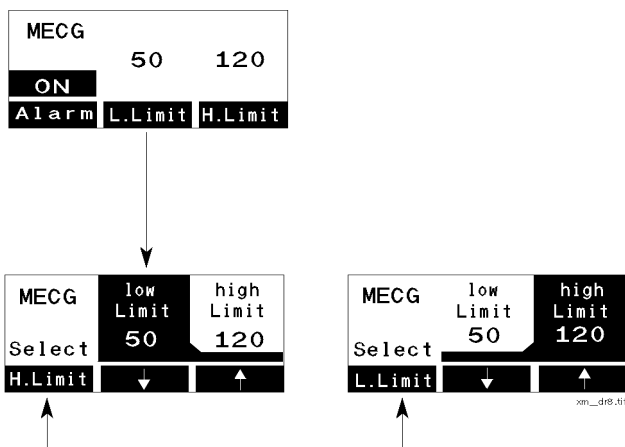 MECG
50 120
ON
Alarm L.Limit H.Limit
MECG low Limit 50 high Limit 120
Select
H.Limit
MECG low Limit 50 high Limit 120
Select
L.Limit
xm__dr8.tif